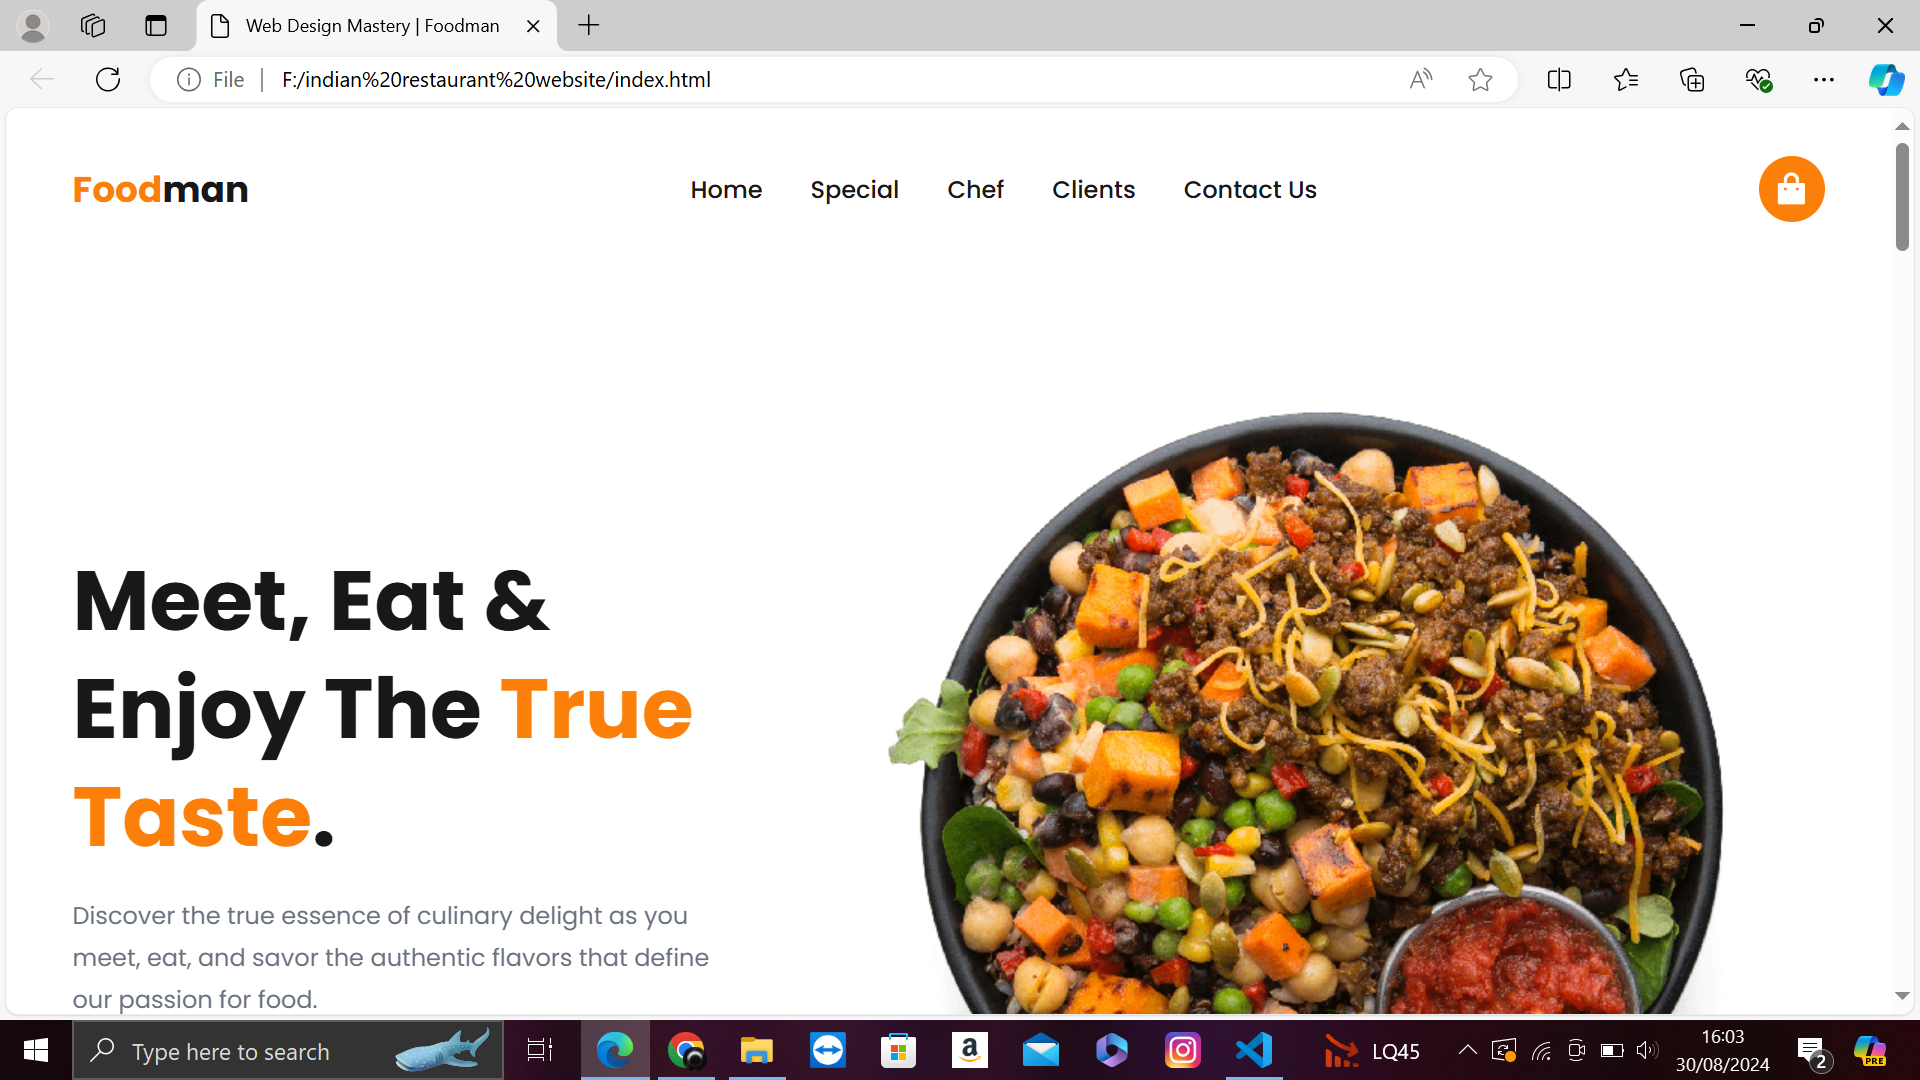 Web Design Mastery | Foodman
File
F:/indian%20restaurant%20website/index.html
Foodman
Home
Special
Chef
Clients
Contact Us
Meet, Eat &
Enjoy The True
Taste.
Discover the true essence of culinary delight as you
meet, eat, and savor the authentic flavors that define
our passion for food.
Type here to search
LQ45
16:03
30/08/2024
2
PRE